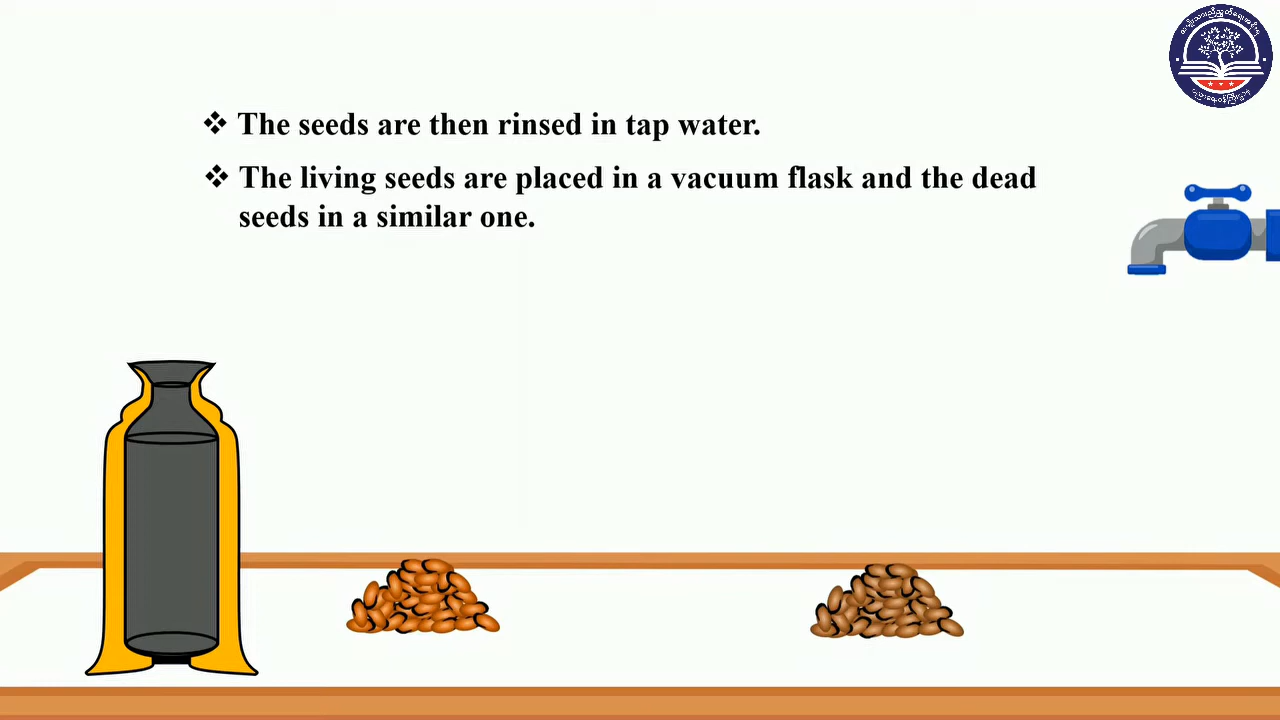 ❖ The seeds are then rinsed in tap water.
❖ The living seeds are placed in a vacuum flask and the dead
seeds in a similar one.